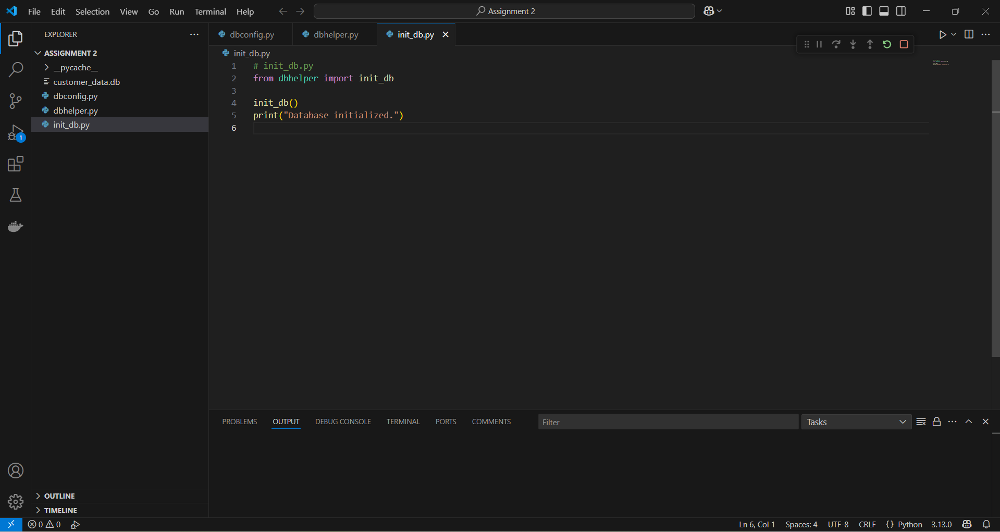 File Edit Selection View Go Run Terminal Help Assignment 2
EXPLORER
ASSIGNMENT 2
__pycache__
customer_data.db
dbconfig.py
dbhelper.py
init_db.py
1
dbconfig.py dbhelper.py init_db.py
init_db.py
1 # init_db.py
2 from dbhelper import init_db
3
4 init_db()
5 print("Database initialized.")
6
PROBLEMS OUTPUT DEBUG CONSOLE TERMINAL PORTS COMMENTS Filter Tasks
OUTLINE
TIMELINE
0 0 Ln 6, Col 1 Spaces: 4 UTF-8 CRLF {} Python 3.13.0